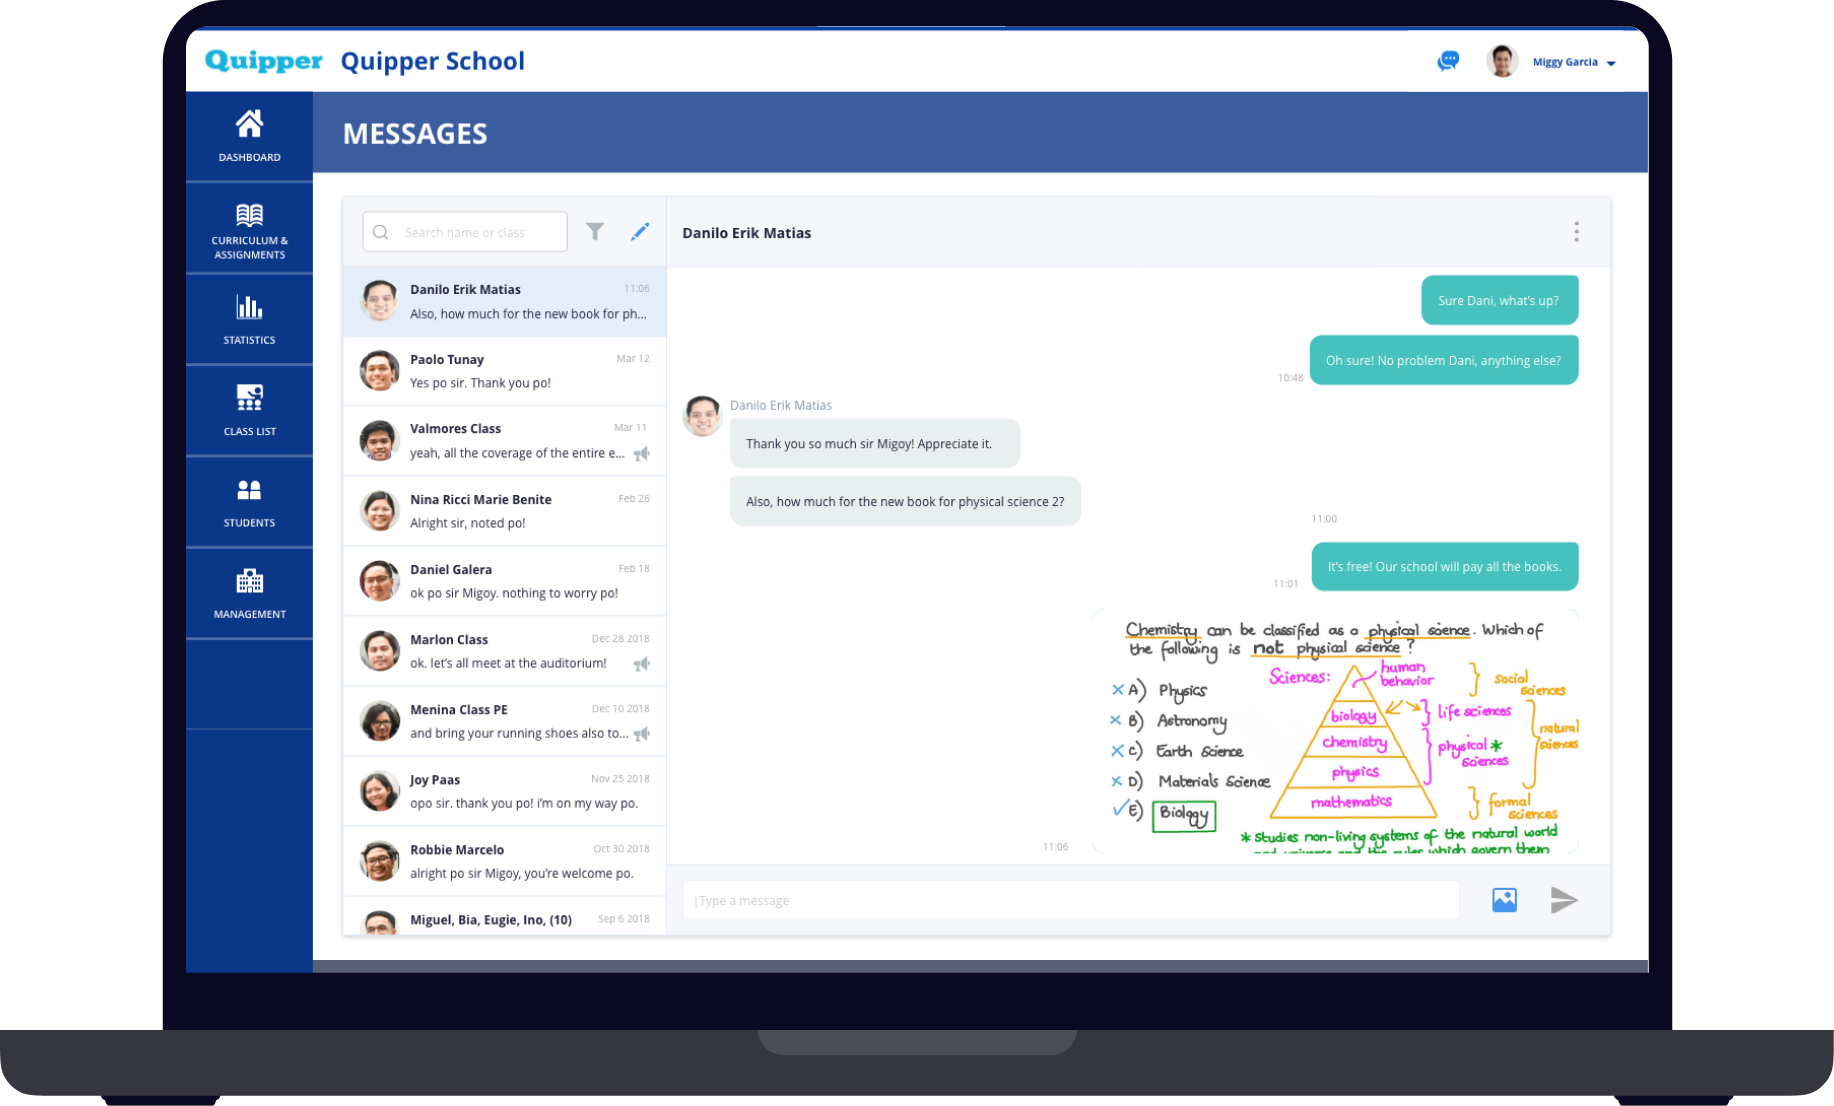 Quipper Quipper School
Miggy Garcia
DASHBOARD
CURRICULUM &
ASSIGNMENTS
STATISTICS
CLASS LIST
STUDENTS
MANAGEMENT
MESSAGES
Search name or class
Danilo Erik Matias 11:06
Also, how much for the new book for ph...
Paolo Tunay Mar 12
Yes po sir. Thank you po!
Valmores Class Mar 11
yeah, all the coverage of the entire e...
Nina Ricci Marie Benite Feb 26
Alright sir, noted po!
Daniel Galera Feb 18
ok po sir Migoy. nothing to worry po!
Marlon Class Dec 28 2018
ok. let's all meet at the auditorium!
Menina Class PE Dec 10 2018
and bring your running shoes also to...
Joy Paas Nov 25 2018
opo sir. thank you po! i'm on my way po.
Robbie Marcelo Oct 30 2018
alright po sir Migoy, you're welcome po.
Miguel, Bia, Eugie, Ino, (10) Sep 6 2018
Danilo Erik Matias
Sure Dani, what's up?
Oh sure! No problem Dani, anything else?
10:48
Danilo Erik Matias
Thank you so much sir Migoy! Appreciate it.
Also, how much for the new book for physical science 2?
11:00
It's free! Our school will pay all the books.
11:01
Chemistry can be classified as a physical science. Which of
the following is not physical science?
A) Physics
B) Astronomy
C) Earth Science
D) Materials Science
E) Biology
Sciences:
human
behavior
social
sciences
biology
life sciences
chemistry
physical *
sciences
natural
sciences
physics
mathematics
formal
sciences
* studies non-living systems of the natural world
and universe and the rules which govern them
11:06
Type a message